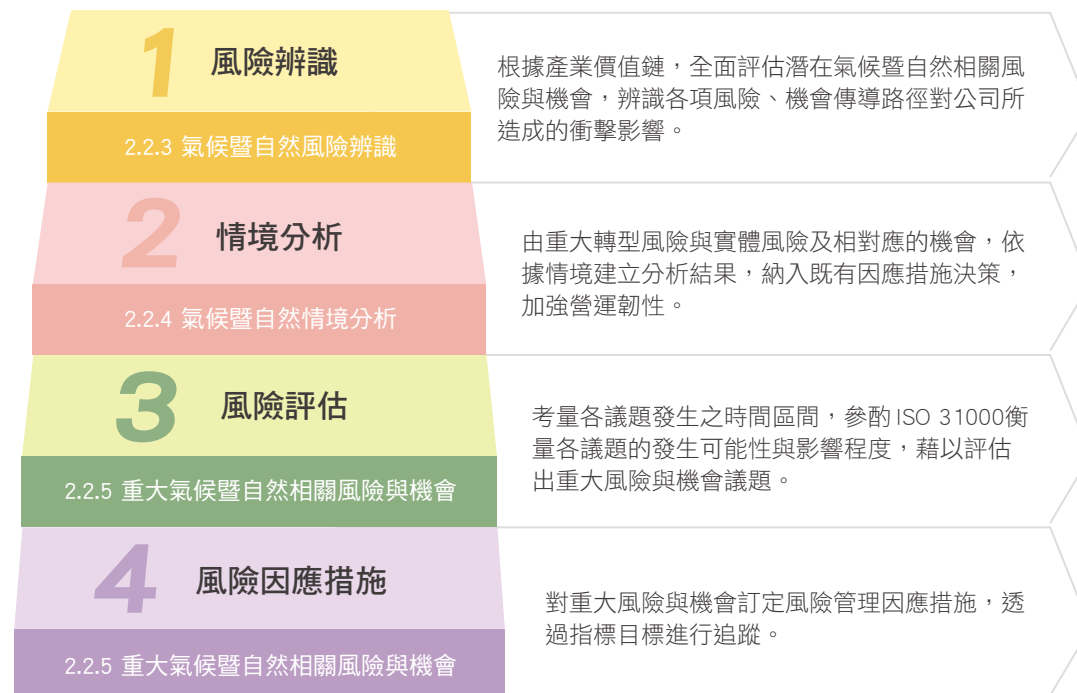 1 風險辨識
2.2.3 氣候暨自然風險辨識
根據產業價值鏈，全面評估潛在氣候暨自然相關風
險與機會，辨識各項風險、機會傳導路徑對公司所
造成的衝擊影響。
2 情境分析
2.2.4 氣候暨自然情境分析
由重大轉型風險與實體風險及相對應的機會，依
據情境建立分析結果，納入既有因應措施決策，
加強營運韌性。
3 風險評估
2.2.5 重大氣候暨自然相關風險與機會
考量各議題發生之時間區間，參酌 ISO 31000衡
量各議題的發生可能性與影響程度，藉以評估
出重大風險與機會議題。
4 風險因應措施
2.2.5 重大氣候暨自然相關風險與機會
對重大風險與機會訂定風險管理因應措施，透
過指標目標進行追蹤。